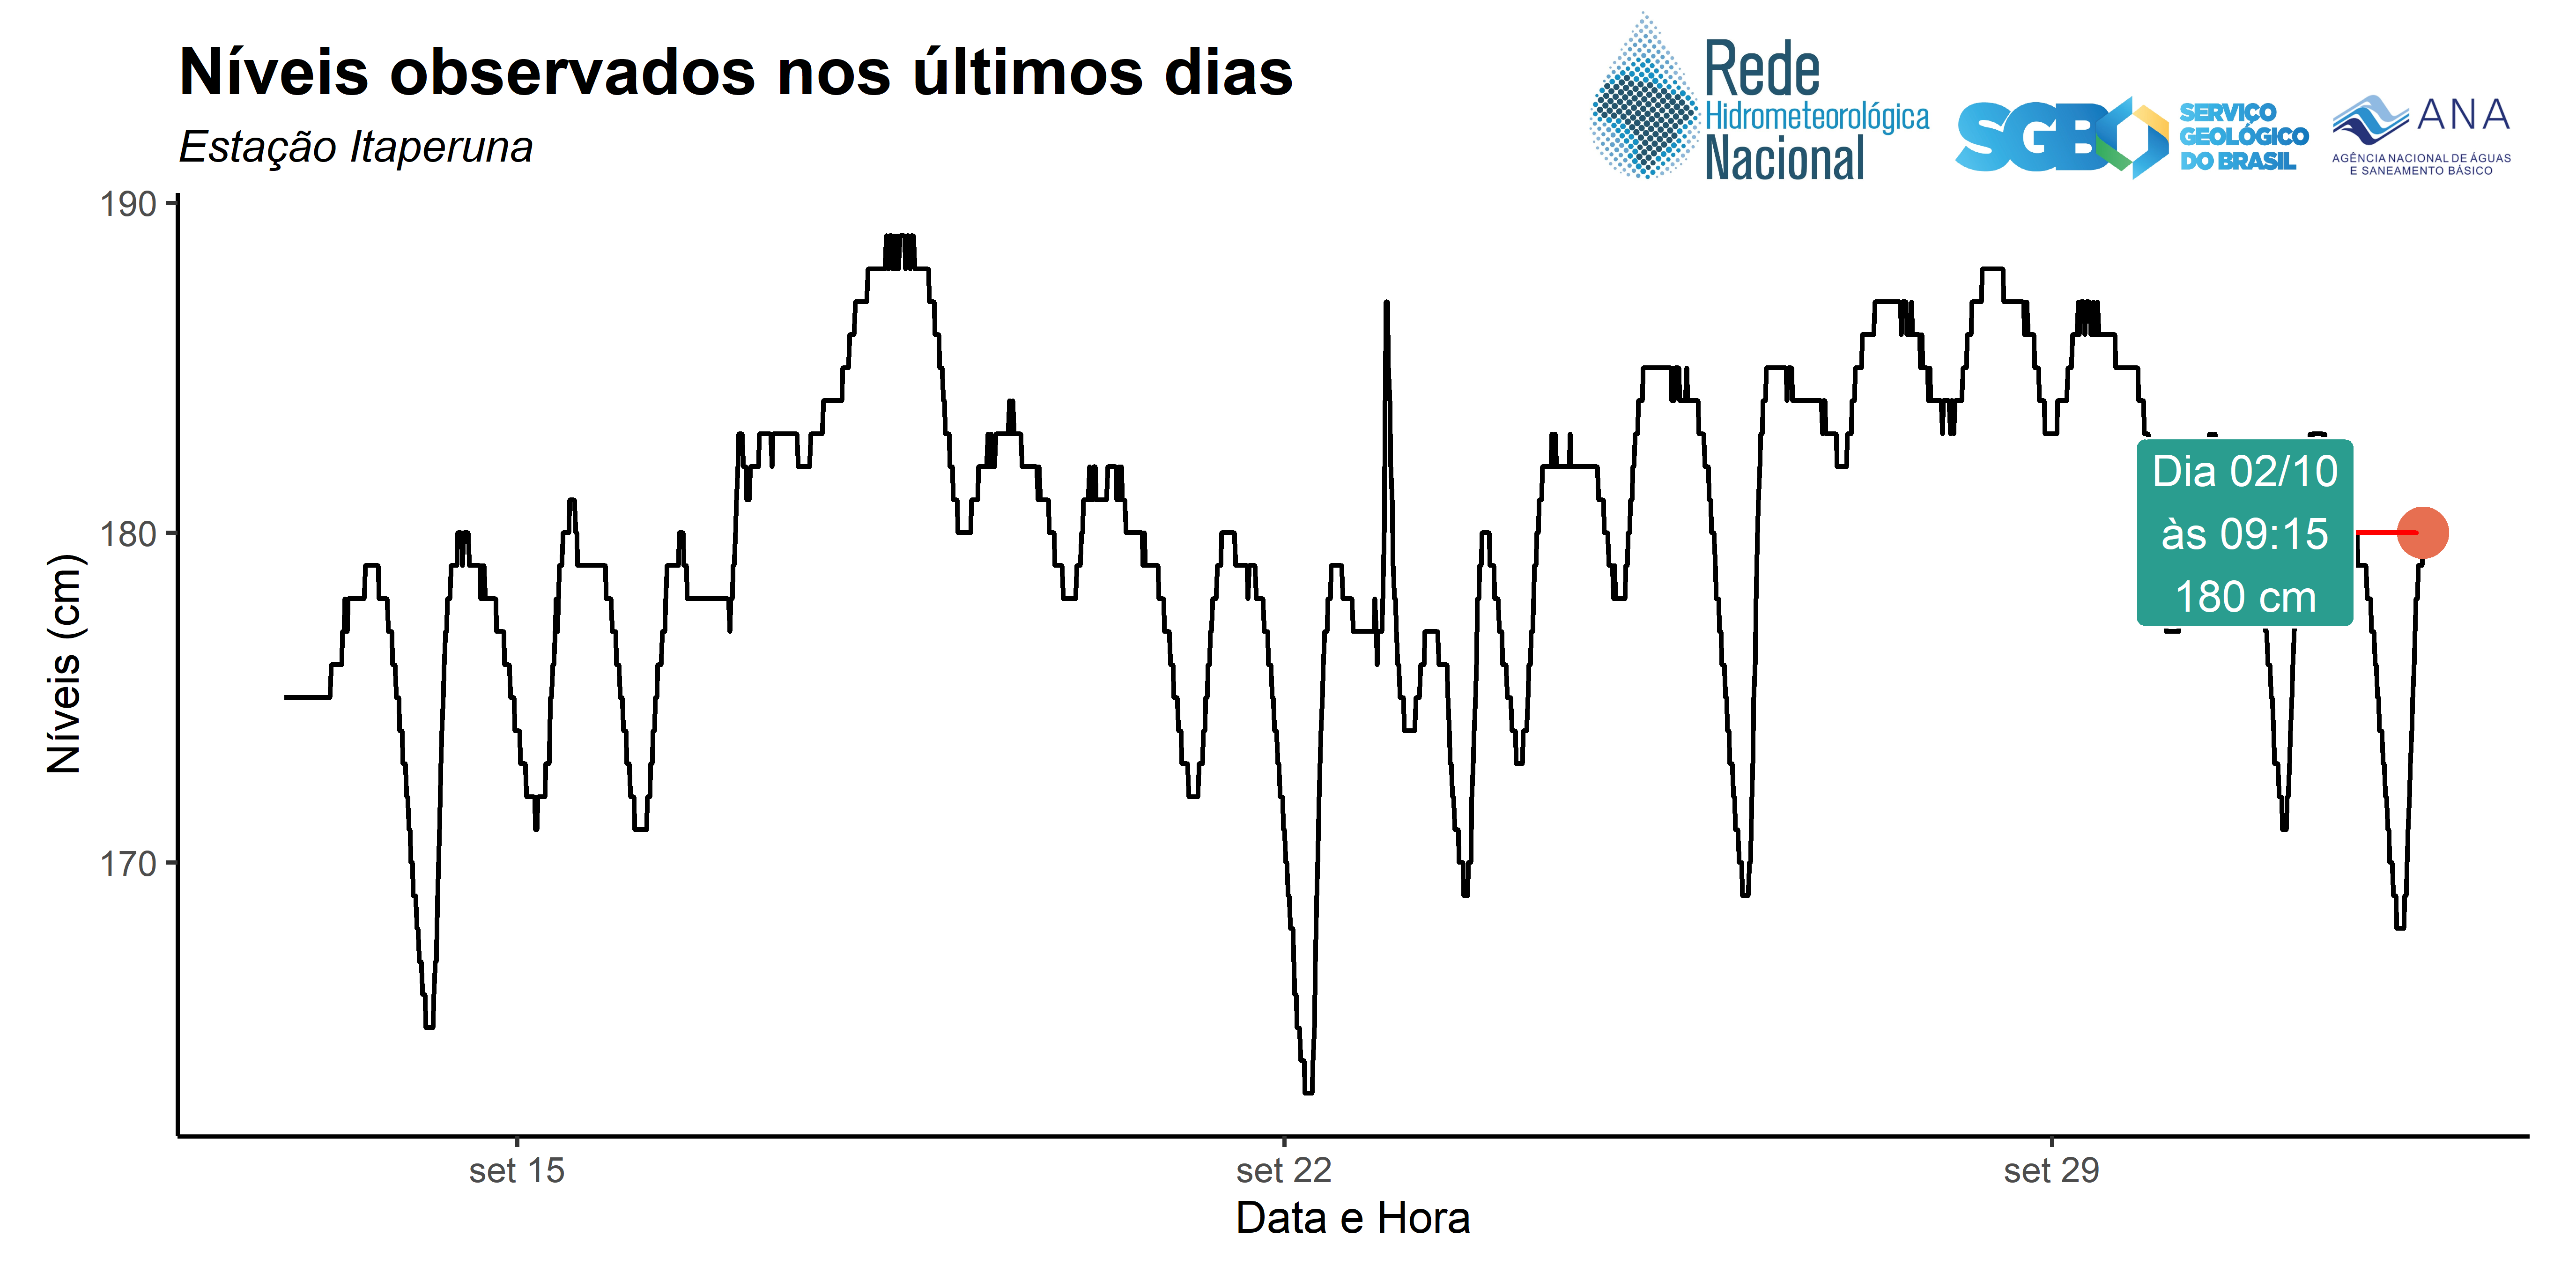 Níveis observados nos últimos dias
Estação Itaperuna
Rede
Hidrometeorológica
Nacional
SGB
SERVIÇO
GEOLÓGICO
DO BRASIL
ANA
AGÊNCIA NACIONAL DE ÁGUAS
E SANEAMENTO BÁSICO
190
180
170
Níveis (cm)
Dia 02/10
às 09:15
180 cm
set 15
set 22
set 29
Data e Hora